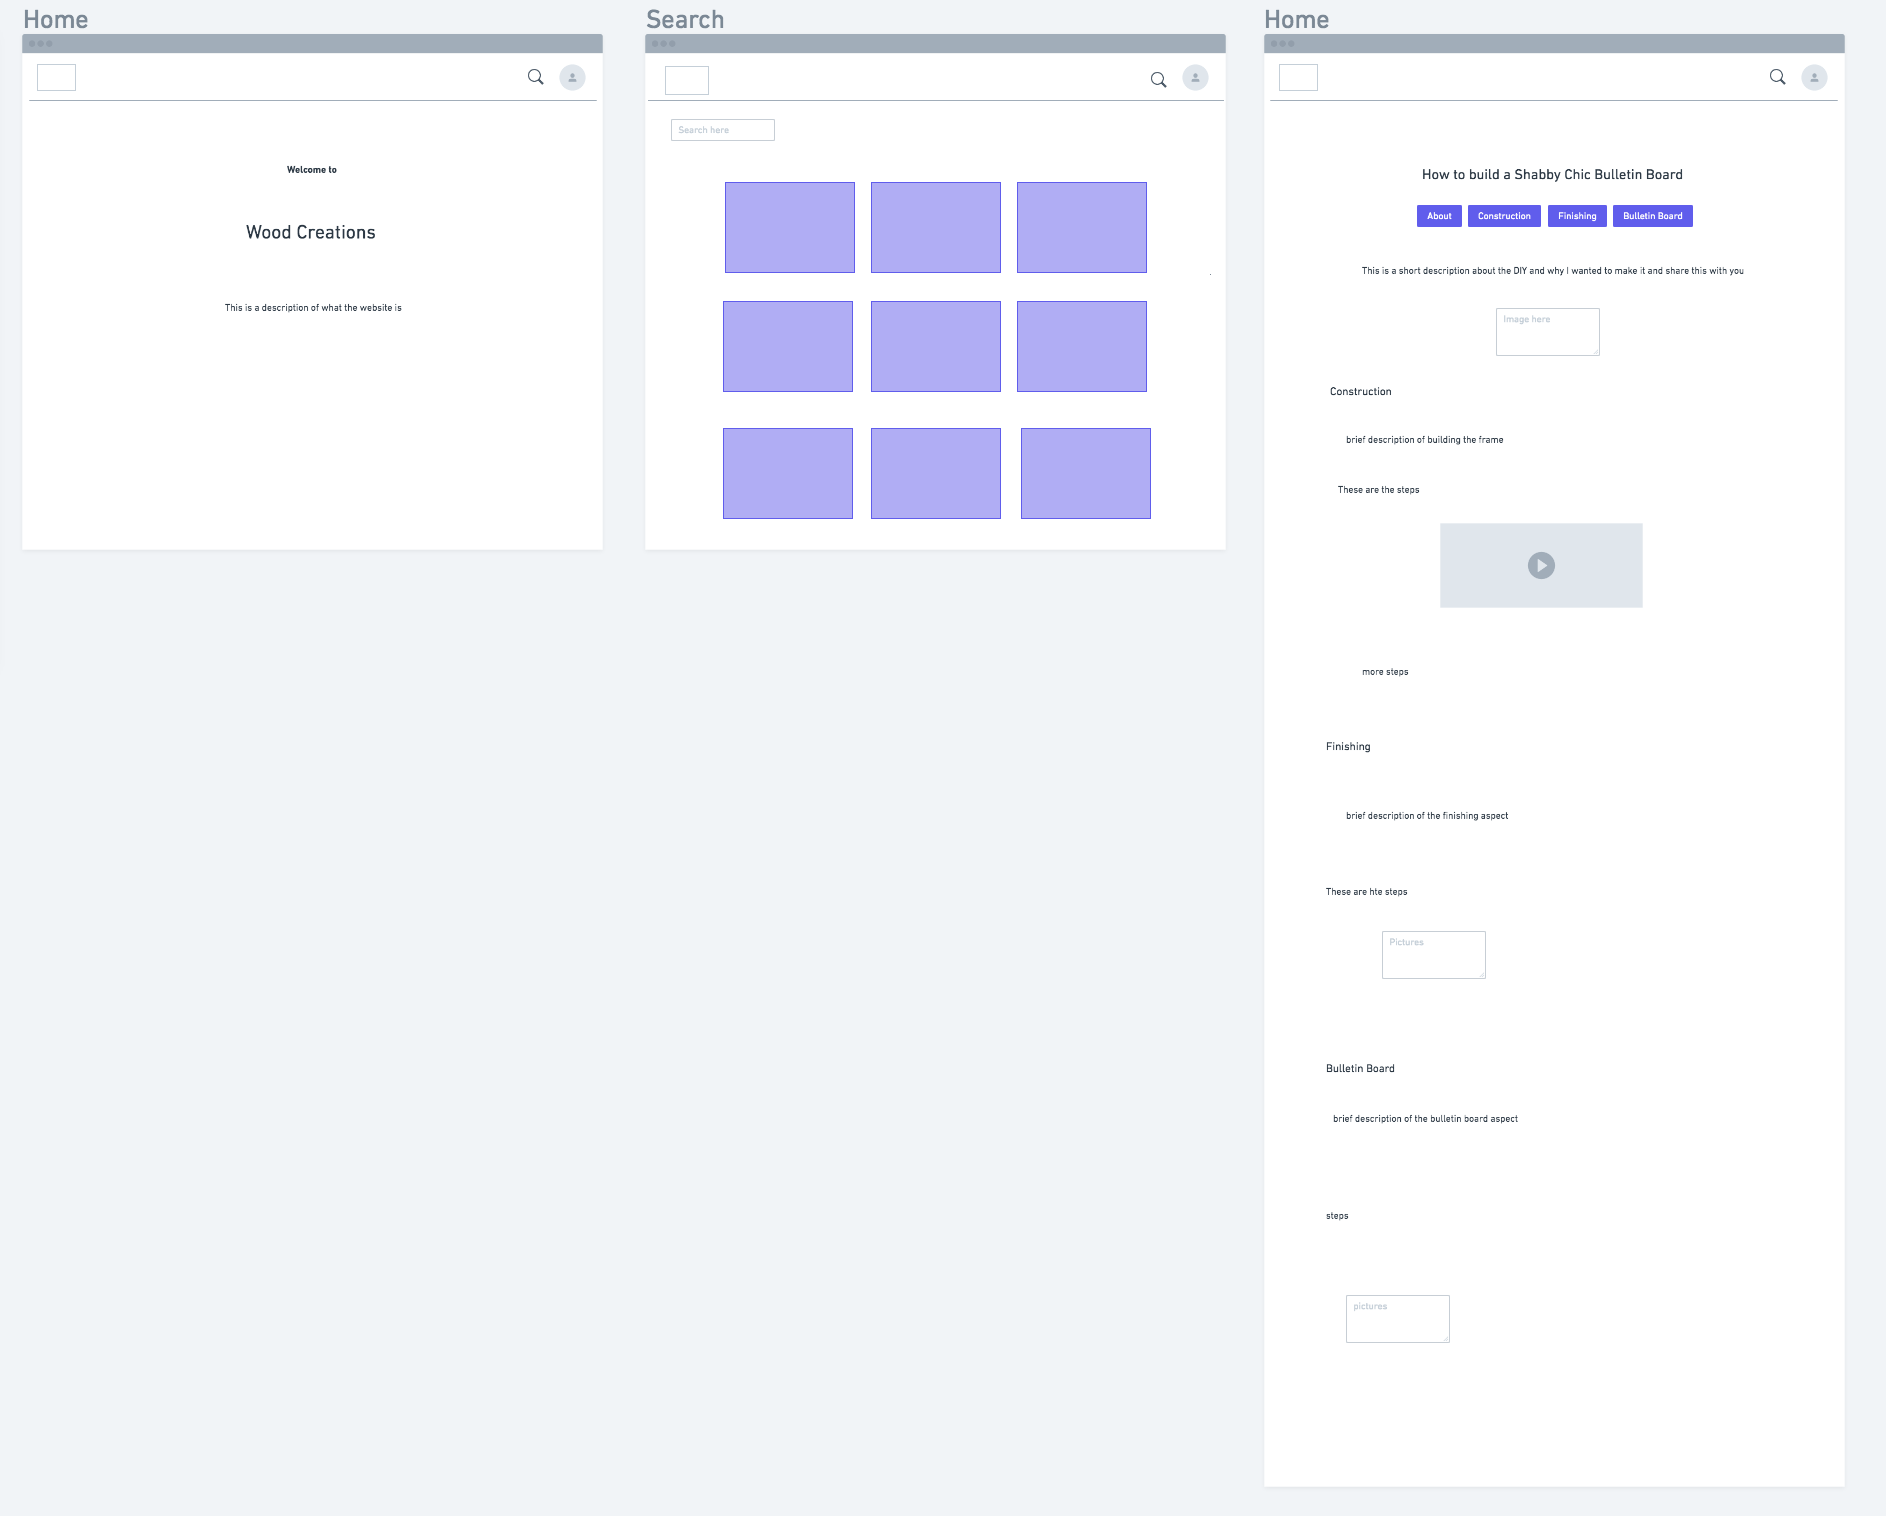 Home
Welcome to
Wood Creations
This is a description of what the website is
Search
Search here
Home
How to build a Shabby Chic Bulletin Board
About Construction Finishing Bulletin Board
This is a short description about the DIY and why I wanted to make it and share this with you
Image here
Construction
brief description of building the frame
These are the steps
more steps
Finishing
brief description of the finishing aspect
These are hte steps
Pictures
Bulletin Board
brief description of the bulletin board aspect
steps
pictures